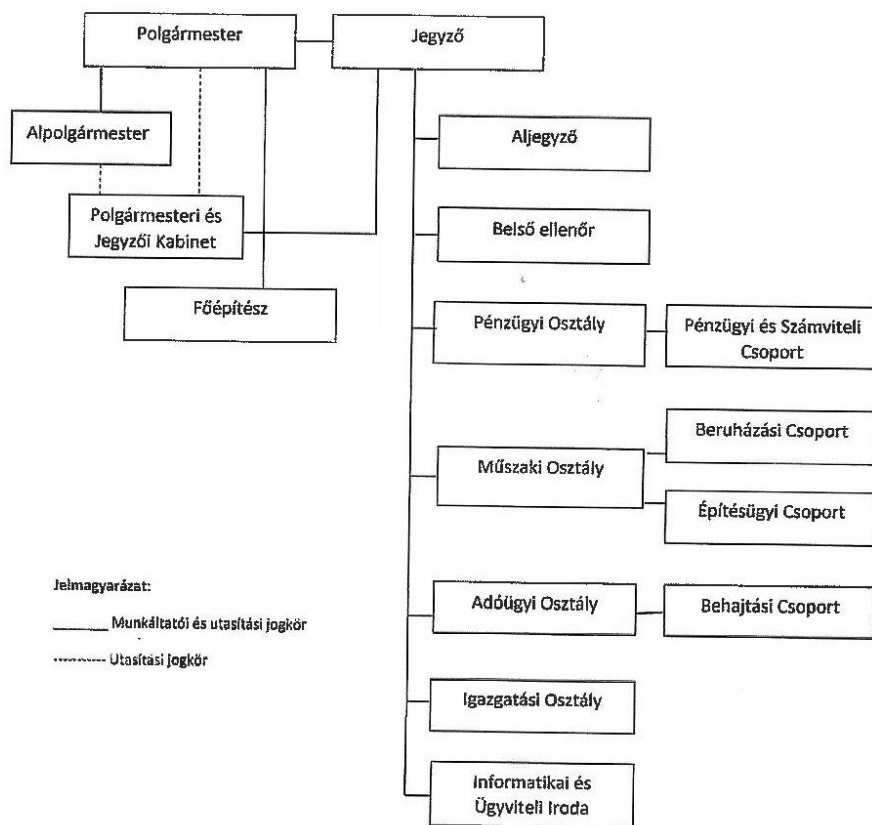 Polgármester
Jegyző
Alpolgármester
Aljegyző
Polgármesteri és
Jegyzői Kabinet
Belső ellenőr
Főépítész
Pénzügyi Osztály
Pénzügyi és Számviteli
Csoport
Beruházási Csoport
Műszaki Osztály
Építésügyi Csoport
Jelmagyarázat:
Munkáltatói és utasítási jogkör
Utasítási jogkör
Adóügyi Osztály
Behajtási Csoport
Igazgatási Osztály
Informatikai és
Ügyviteli Iroda